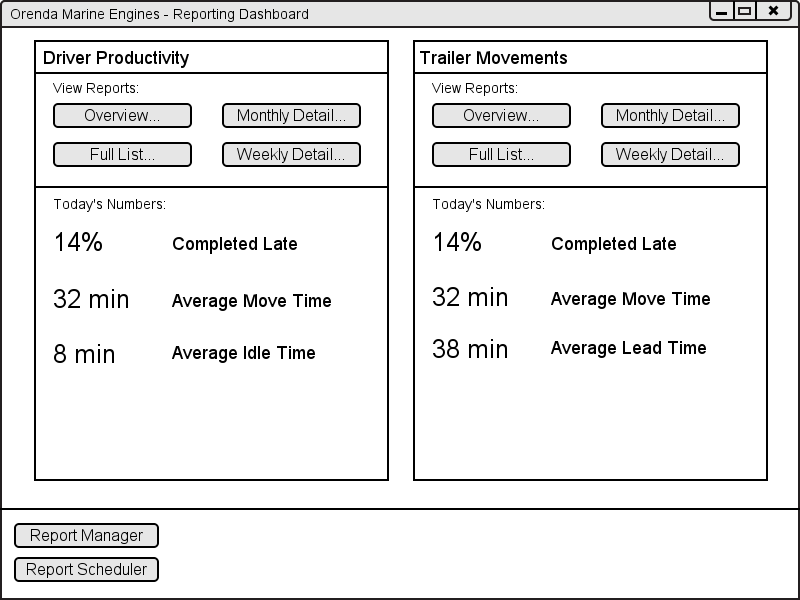 Orenda Marine Engines - Reporting Dashboard
Driver Productivity
View Reports:
Overview... Monthly Detail...
Full List... Weekly Detail...
Today's Numbers:
14% Completed Late
32 min Average Move Time
8 min Average Idle Time
Trailer Movements
View Reports:
Overview... Monthly Detail...
Full List... Weekly Detail...
Today's Numbers:
14% Completed Late
32 min Average Move Time
38 min Average Lead Time
Report Manager
Report Scheduler